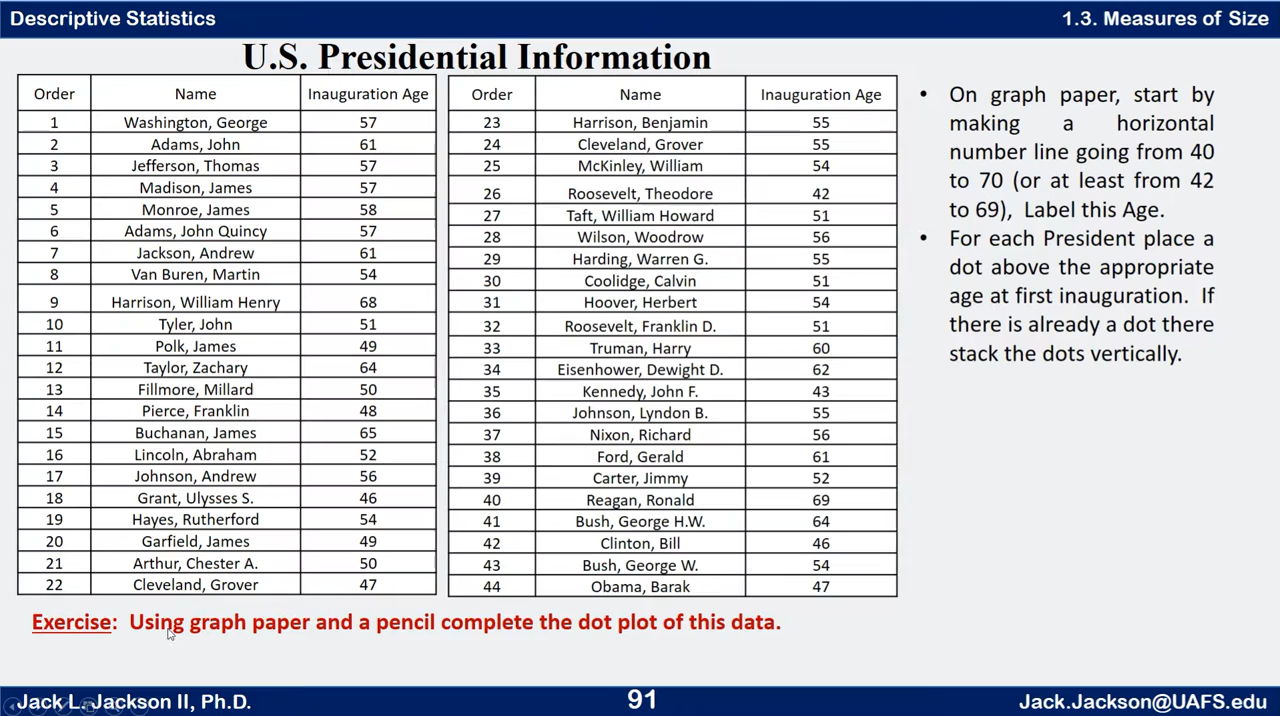 Descriptive Statistics
1.3. Measures of Size
U.S. Presidential Information
Order Name Inauguration Age
1 Washington, George 57
2 Adams, John 61
3 Jefferson, Thomas 57
4 Madison, James 57
5 Monroe, James 58
6 Adams, John Quincy 57
7 Jackson, Andrew 61
8 Van Buren, Martin 54
9 Harrison, William Henry 68
10 Tyler, John 51
11 Polk, James 49
12 Taylor, Zachary 64
13 Fillmore, Millard 50
14 Pierce, Franklin 48
15 Buchanan, James 65
16 Lincoln, Abraham 52
17 Johnson, Andrew 56
18 Grant, Ulysses S. 46
19 Hayes, Rutherford 54
20 Garfield, James 49
21 Arthur, Chester A. 50
22 Cleveland, Grover 47
Order Name Inauguration Age
23 Harrison, Benjamin 55
24 Cleveland, Grover 55
25 McKinley, William 54
26 Roosevelt, Theodore 42
27 Taft, William Howard 51
28 Wilson, Woodrow 56
29 Harding, Warren G. 55
30 Coolidge, Calvin 51
31 Hoover, Herbert 54
32 Roosevelt, Franklin D. 51
33 Truman, Harry 60
34 Eisenhower, Dewight D. 62
35 Kennedy, John F. 43
36 Johnson, Lyndon B. 55
37 Nixon, Richard 56
38 Ford, Gerald 61
39 Carter, Jimmy 52
40 Reagan, Ronald 69
41 Bush, George H.W. 64
42 Clinton, Bill 46
43 Bush, George W. 54
44 Obama, Barak 47
• On graph paper, start by
making a horizontal
number line going from 40
to 70 (or at least from 42
to 69), Label this Age.
• For each President place a
dot above the appropriate
age at first inauguration. If
there is already a dot there
stack the dots vertically.
Exercise: Using graph paper and a pencil complete the dot plot of this data.
Jack L. Jackson II, Ph.D.
91
Jack.Jackson@UAFS.edu